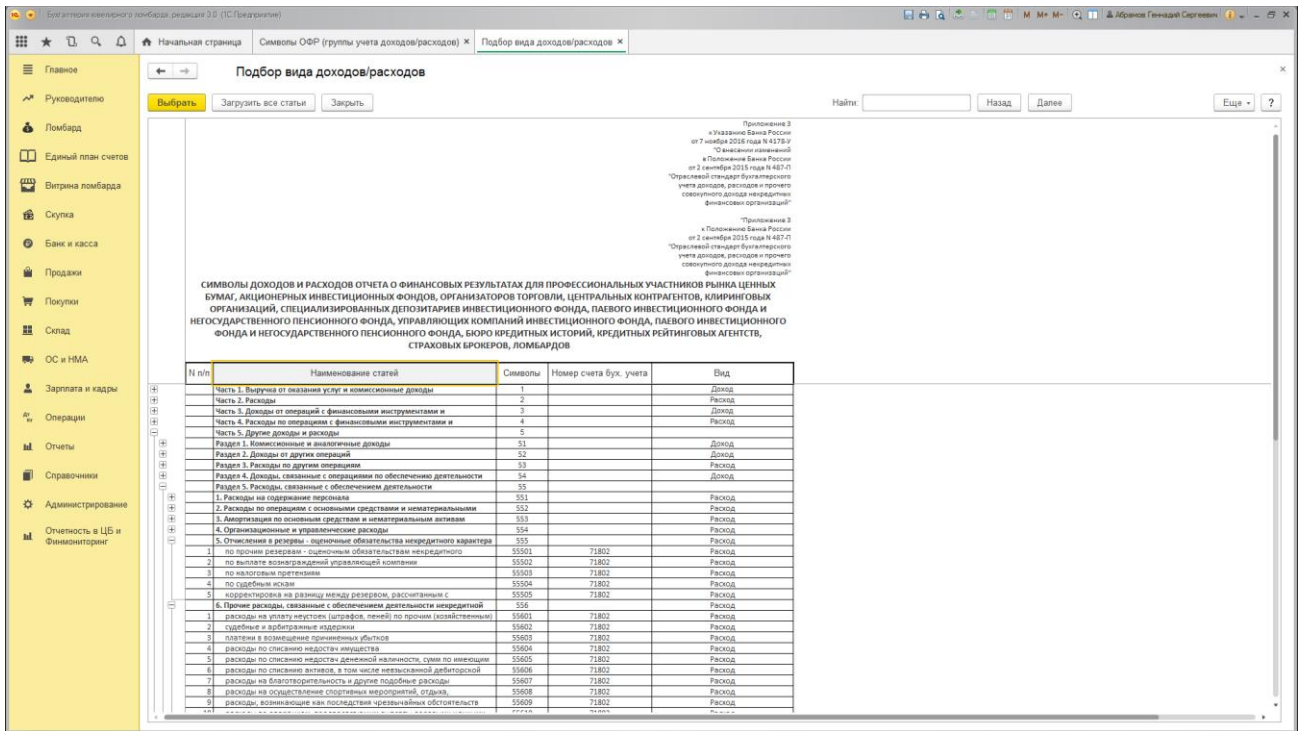 Бухгалтерия ювелирного ломбарда, редакция 3.0 (1С:Предприятие)
M M+ M-
Абрамов Геннадий Сергеевич
Начальная страница
Символы ОФР (группы учета доходов/расходов) ×
Подбор вида доходов/расходов ×
Главное
Руководителю
Ломбард
Единый план счетов
Витрина ломбарда
Скупка
Банк и касса
Продажи
Покупки
Склад
ОС и НМА
Зарплата и кадры
Операции
Отчеты
Справочники
Администрирование
Отчетность в ЦБ и
Финмониторинг
Подбор вида доходов/расходов
Выбрать Загрузить все статьи Закрыть Найти: Назад Далее Еще ?
Приложение 3
к Указанию Банка России
от 7 ноября 2016 года N 4178-У
"О внесении изменений
в Положение Банка России
от 2 сентября 2015 года N 487-П
"Отраслевой стандарт бухгалтерского
учета доходов, расходов и прочего
совокупного дохода некредитных
финансовых организаций"
"Приложение 3
к Положению Банка России
от 2 сентября 2015 года N 487-П
"Отраслевой стандарт бухгалтерского
учета доходов, расходов и прочего
совокупного дохода некредитных
финансовых организаций"
СИМВОЛЫ ДОХОДОВ И РАСХОДОВ ОТЧЕТА О ФИНАНСОВЫХ РЕЗУЛЬТАТАХ ДЛЯ ПРОФЕССИОНАЛЬНЫХ УЧАСТНИКОВ РЫНКА ЦЕННЫХ
БУМАГ, АКЦИОНЕРНЫХ ИНВЕСТИЦИОННЫХ ФОНДОВ, ОРГАНИЗАТОРОВ ТОРГОВЛИ, ЦЕНТРАЛЬНЫХ КОНТРАГЕНТОВ, КЛИРИНГОВЫХ
ОРГАНИЗАЦИЙ, СПЕЦИАЛИЗИРОВАННЫХ ДЕПОЗИТАРИЕВ ИНВЕСТИЦИОННОГО ФОНДА, ПАЕВОГО ИНВЕСТИЦИОННОГО ФОНДА И
НЕГОСУДАРСТВЕННОГО ПЕНСИОННОГО ФОНДА, УПРАВЛЯЮЩИХ КОМПАНИЙ ИНВЕСТИЦИОННОГО ФОНДА, ПАЕВОГО ИНВЕСТИЦИОННОГО
ФОНДА И НЕГОСУДАРСТВЕННОГО ПЕНСИОННОГО ФОНДА, БЮРО КРЕДИТНЫХ ИСТОРИЙ, КРЕДИТНЫХ РЕЙТИНГОВЫХ АГЕНТСТВ,
СТРАХОВЫХ БРОКЕРОВ, ЛОМБАРДОВ
N п/п Наименование статей Символы Номер счета бух. учета Вид
Часть 1. Выручка от оказания услуг и комиссионные доходы 1 Доход
Часть 2. Расходы 2 Расход
Часть 3. Доходы от операций с финансовыми инструментами и 3 Доход
Часть 4. Расходы по операциям с финансовыми инструментами и 4 Расход
Часть 5. Другие доходы и расходы 5
Раздел 1. Комиссионные и аналогичные доходы 51 Доход
Раздел 2. Доходы от других операций 52 Доход
Раздел 3. Расходы по другим операциям 53 Расход
Раздел 4. Доходы, связанные с операциями по обеспечению деятельности 54 Доход
Раздел 5. Расходы, связанные с обеспечением деятельности 55
1. Расходы на содержание персонала 551 Расход
2. Расходы по операциям с основными средствами и нематериальными 552 Расход
3. Амортизация по основным средствам и нематериальным активам 553 Расход
4. Организационные и управленческие расходы 554 Расход
5. Отчисления в резервы - оценочные обязательства некредитного характера 555 Расход
1 по прочим резервам - оценочным обязательствам некредитного 55501 71802 Расход
2 по выплате вознаграждений управляющей компании 55502 71802 Расход
3 по налоговым претензиям 55503 71802 Расход
4 по судебным искам 55504 71802 Расход
5 корректировка на разницу между резервом, рассчитанным с 55505 71802 Расход
6. Прочие расходы, связанные с обеспечением деятельности некредитной 556 Расход
1 расходы на уплату неустоек (штрафов, пеней) по прочим (хозяйственным) 55601 71802 Расход
2 судебные и арбитражные издержки 55602 71802 Расход
3 платежи в возмещение причиненных убытков 55603 71802 Расход
4 расходы по списанию недостач имущества 55604 71802 Расход
5 расходы по списанию недостач денежной наличности, сумм по имеющим 55605 71802 Расход
6 расходы по списанию активов, в том числе невзысканной дебиторской 55606 71802 Расход
7 расходы на благотворительность и другие подобные расходы 55607 71802 Расход
8 расходы на осуществление спортивных мероприятий, отдыха, 55608 71802 Расход
9 расходы, возникающие как последствия чрезвычайных обстоятельств 55609 71802 Расход